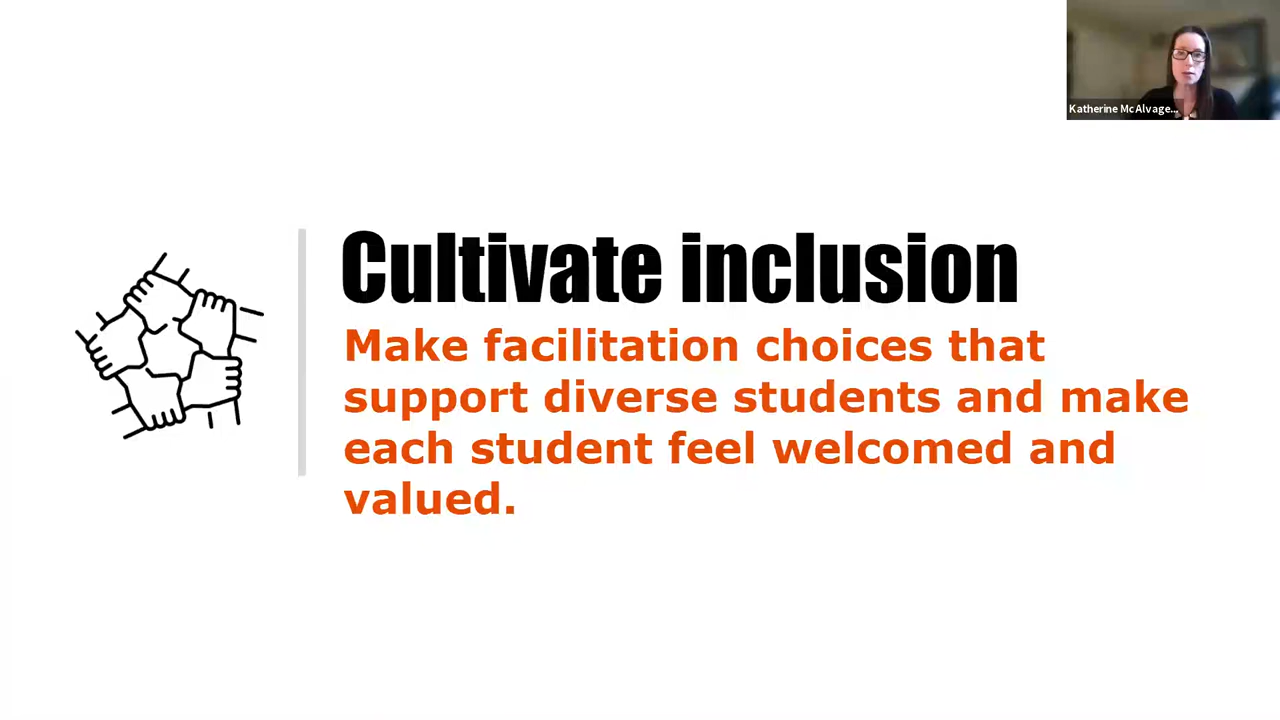 Katherine McAlvage...
Cultivate inclusion
Make facilitation choices that
support diverse students and make
each student feel welcomed and
valued.